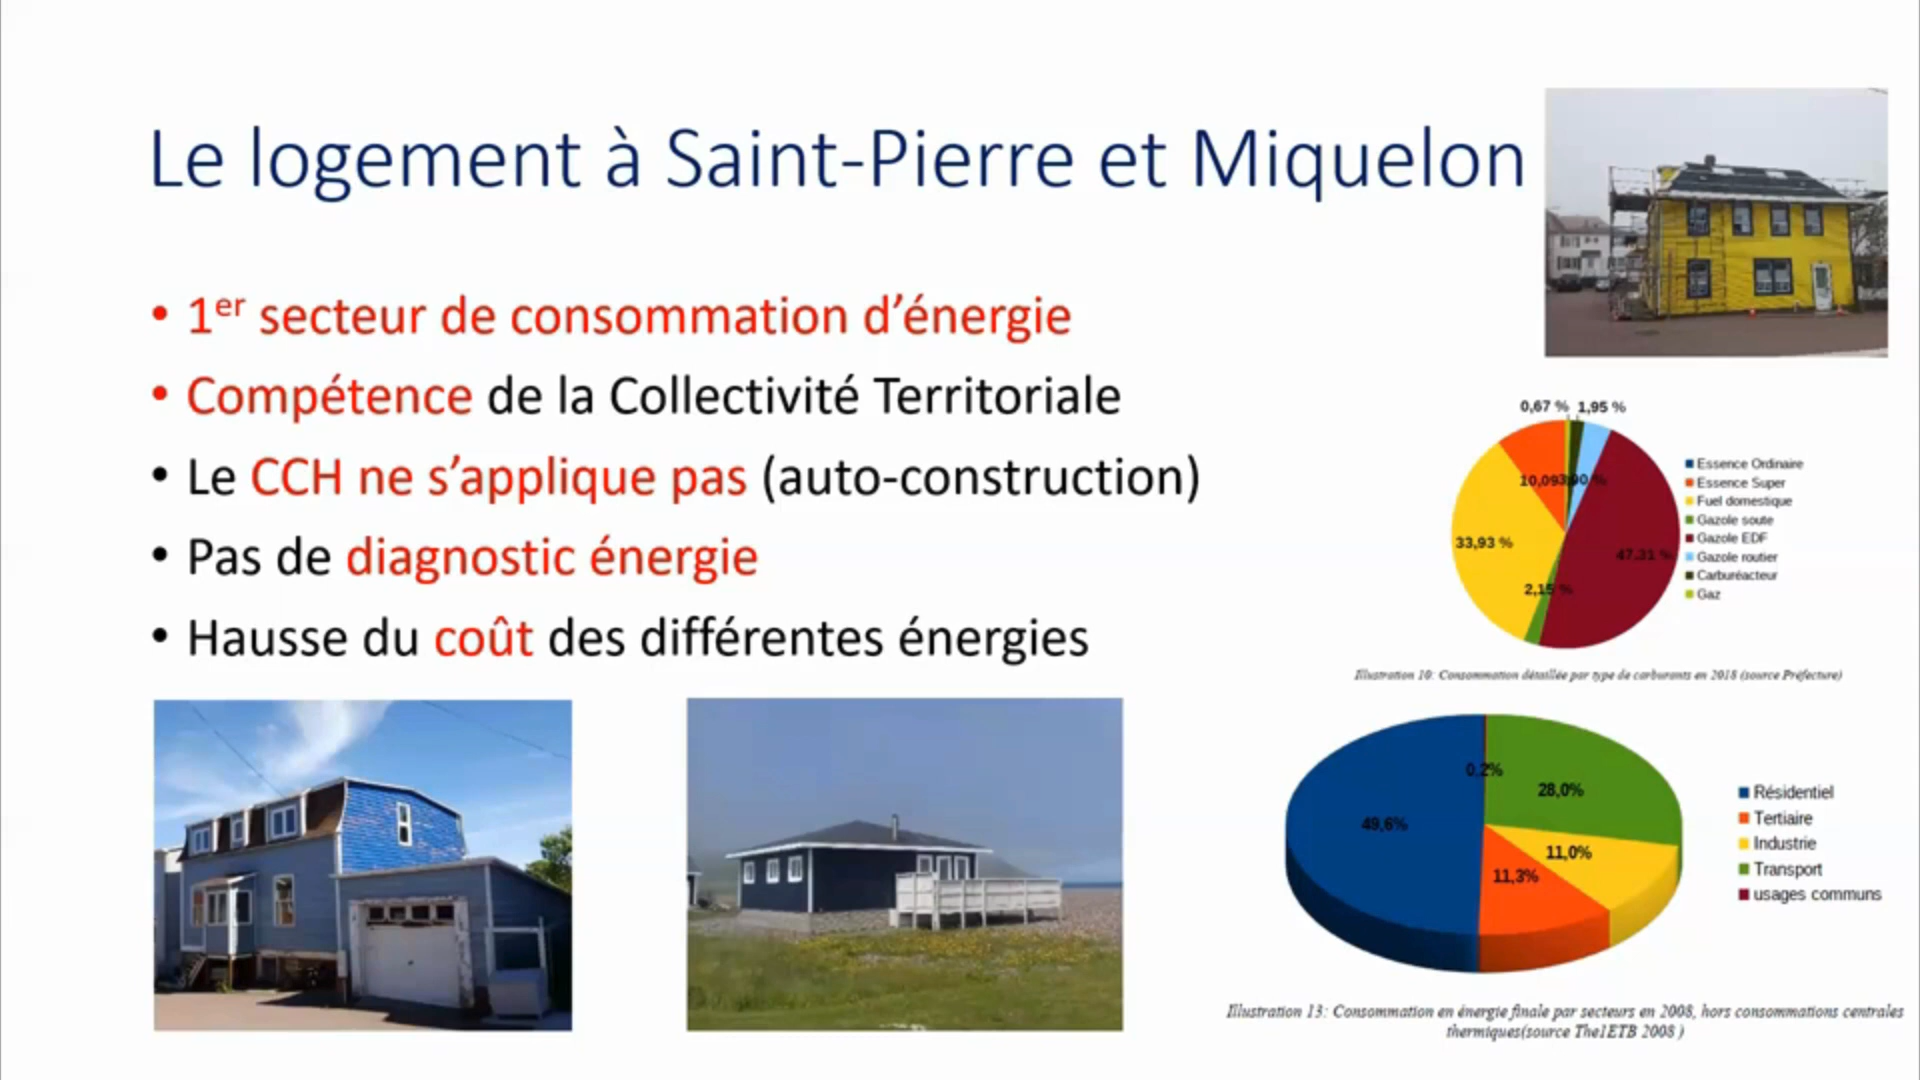 Le logement à Saint-Pierre et Miquelon
• 1er secteur de consommation d’énergie
• Compétence de la Collectivité Territoriale
• Le CCH ne s’applique pas (auto-construction)
• Pas de diagnostic énergie
• Hausse du coût des différentes énergies
0,67 % 1,95 %
33,93 %
47,31 %
2,15 %
Essence Ordinaire
Essence Super
Fuel domestique
Gazole soute
Gazole EDF
Gazole routier
Carburéacteur
Gaz
Illustration 10: Consommation détaillée par type de carburants en 2018 (source Préfecture)
0,2%
28,0%
49,6%
11,0%
11,3%
Résidentiel
Tertiaire
Industrie
Transport
usages communs
Illustration 13: Consommation en énergie finale par secteurs en 2008, hors consommations centrales
thermiques(source The1ETB 2008 )